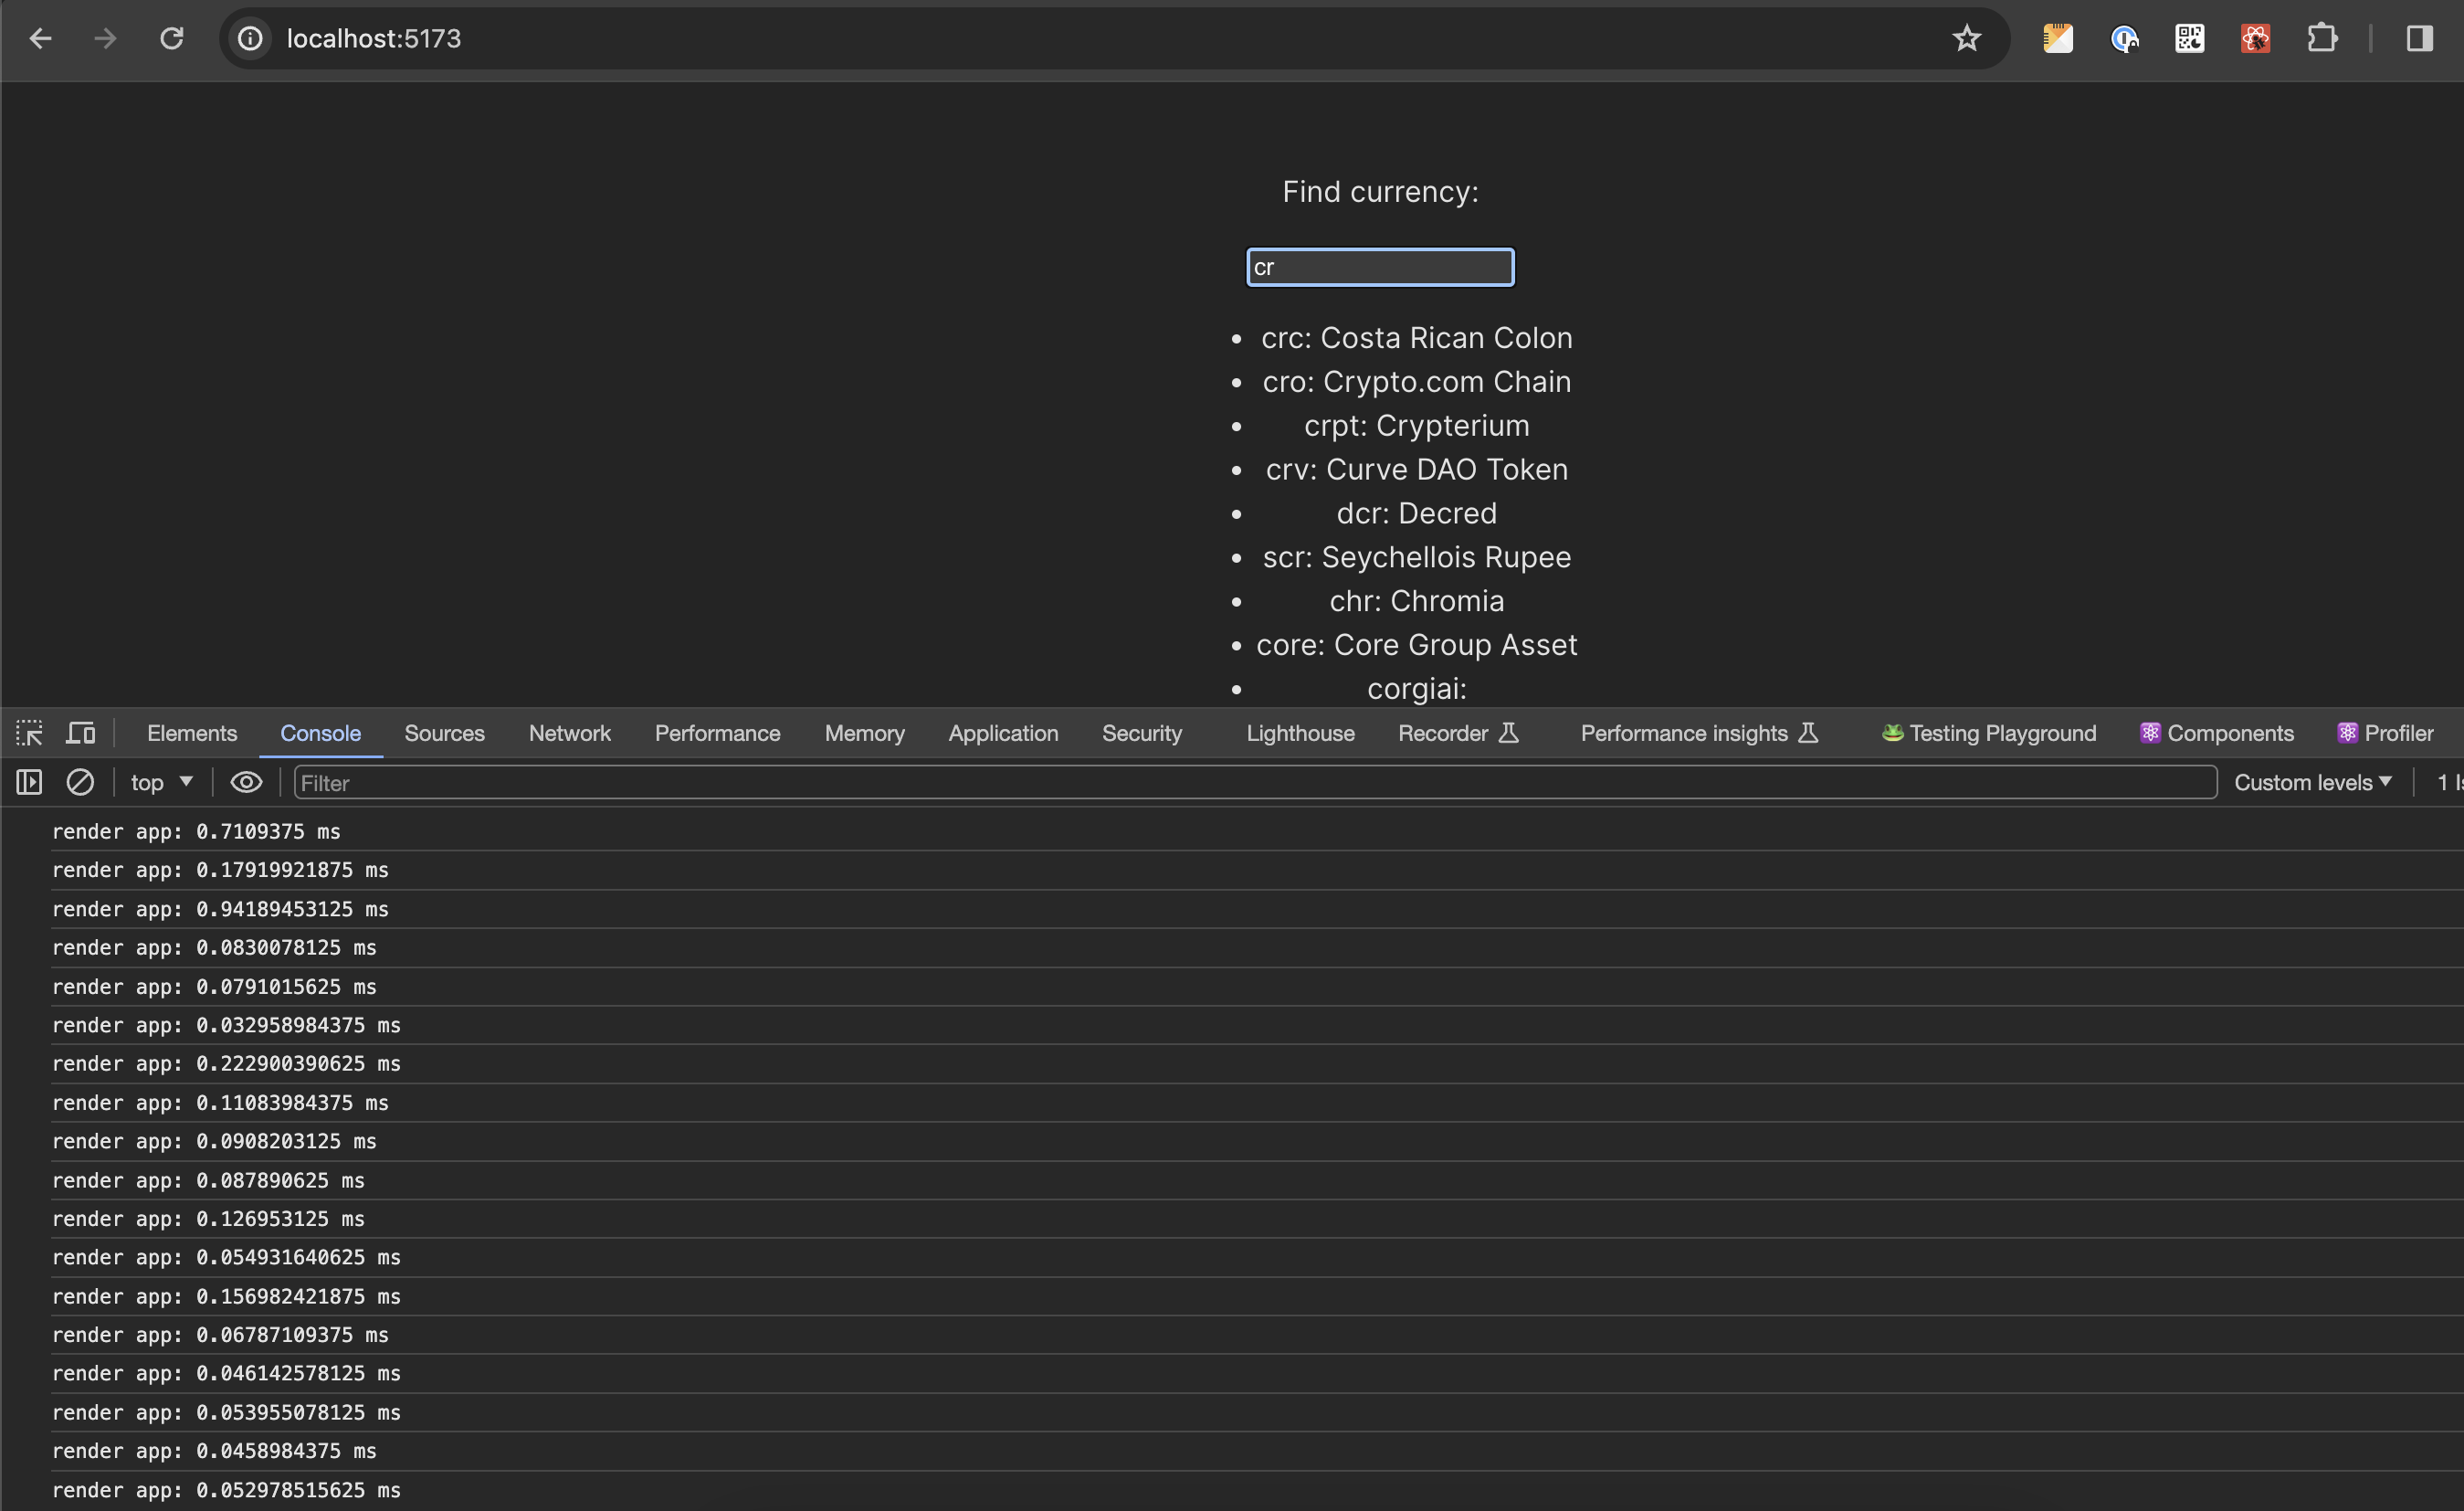 localhost:5173
Find currency:
cr
crc: Costa Rican Colon
cro: Crypto.com Chain
crpt: Crypterium
crv: Curve DAO Token
dcr: Decred
scr: Seychellois Rupee
chr: Chromia
core: Core Group Asset
corgiai:
Elements Console Sources Network Performance Memory Application Security Lighthouse Recorder Performance insights Testing Playground Components Profiler
top Filter Custom levels 1
render app: 0.7109375 ms
render app: 0.17919921875 ms
render app: 0.94189453125 ms
render app: 0.0830078125 ms
render app: 0.0791015625 ms
render app: 0.032958984375 ms
render app: 0.222900390625 ms
render app: 0.11083984375 ms
render app: 0.0908203125 ms
render app: 0.087890625 ms
render app: 0.126953125 ms
render app: 0.054931640625 ms
render app: 0.156982421875 ms
render app: 0.06787109375 ms
render app: 0.046142578125 ms
render app: 0.053955078125 ms
render app: 0.0458984375 ms
render app: 0.052978515625 ms